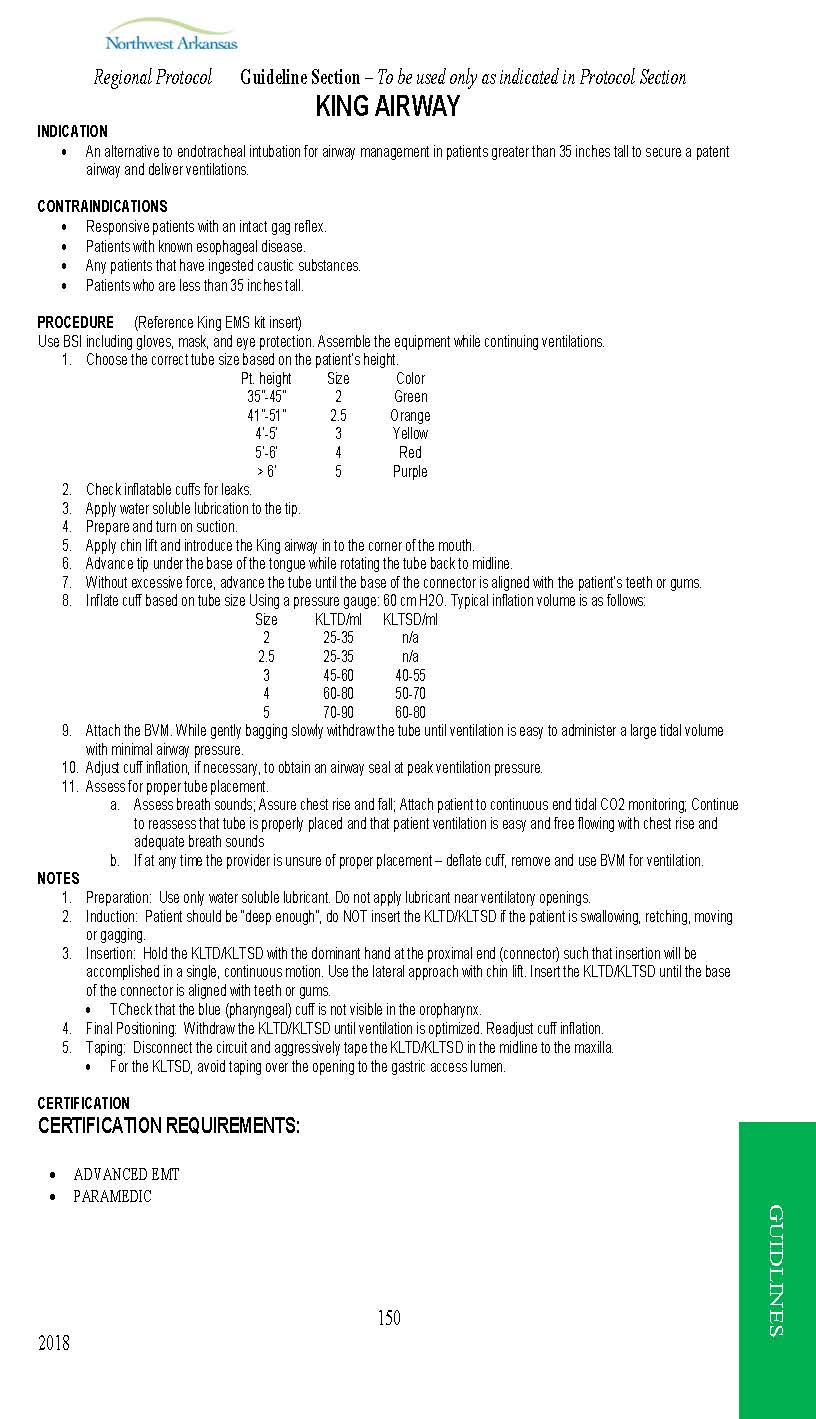 Northwest Arkansas
Regional Protocol Guideline Section – To be used only as indicated in Protocol Section
KING AIRWAY
INDICATION
• An alternative to endotracheal intubation for airway management in patients greater than 35 inches tall to secure a patent
airway and deliver ventilations.
CONTRAINDICATIONS
• Responsive patients with an intact gag reflex.
• Patients with known esophageal disease.
• Any patients that have ingested caustic substances.
• Patients who are less than 35 inches tall.
PROCEDURE (Reference King EMS kit insert)
Use BSI including gloves, mask, and eye protection. Assemble the equipment while continuing ventilations.
1. Choose the correct tube size based on the patient's height.
Pt. height Size Color
35"-45" 2 Green
41"-51" 2.5 Orange
4'-5' 3 Yellow
5'-6' 4 Red
> 6' 5 Purple
2. Check inflatable cuffs for leaks.
3. Apply water soluble lubrication to the tip.
4. Prepare and turn on suction.
5. Apply chin lift and introduce the King airway in to the corner of the mouth.
6. Advance tip under the base of the tongue while rotating the tube back to midline.
7. Without excessive force, advance the tube until the base of the connector is aligned with the patient's teeth or gums.
8. Inflate cuff based on tube size Using a pressure gauge: 60 cm H2O. Typical inflation volume is as follows:
Size KLTD/ml KLTSD/ml
2 25-35 n/a
2.5 25-35 n/a
3 45-60 40-55
4 60-80 50-70
5 70-90 60-80
9. Attach the BVM. While gently bagging slowly withdraw the tube until ventilation is easy to administer a large tidal volume
with minimal airway pressure.
10. Adjust cuff inflation, if necessary, to obtain an airway seal at peak ventilation pressure.
11. Assess for proper tube placement.
a. Assess breath sounds; Assure chest rise and fall; Attach patient to continuous end tidal CO2 monitoring; Continue
to reassess that tube is properly placed and that patient ventilation is easy and free flowing with chest rise and
adequate breath sounds
b. If at any time the provider is unsure of proper placement – deflate cuff, remove and use BVM for ventilation.
NOTES
1. Preparation: Use only water soluble lubricant. Do not apply lubricant near ventilatory openings.
2. Induction: Patient should be "deep enough", do NOT insert the KLTD/KLTSD if the patient is swallowing, retching, moving
or gagging.
3. Insertion: Hold the KLTD/KLTSD with the dominant hand at the proximal end (connector) such that insertion will be
accomplished in a single, continuous motion. Use the lateral approach with chin lift. Insert the KLTD/KLTSD until the base
of the connector is aligned with teeth or gums.
• TCheck that the blue (pharyngeal) cuff is not visible in the oropharynx.
4. Final Positioning: Withdraw the KLTD/KLTSD until ventilation is optimized. Readjust cuff inflation.
5. Taping: Disconnect the circuit and aggressively tape the KLTD/KLTSD in the midline to the maxilla.
• For the KLTSD, avoid taping over the opening to the gastric access lumen.
CERTIFICATION
CERTIFICATION REQUIREMENTS:
• ADVANCED EMT
• PARAMEDIC
GUIDLINES
150
2018